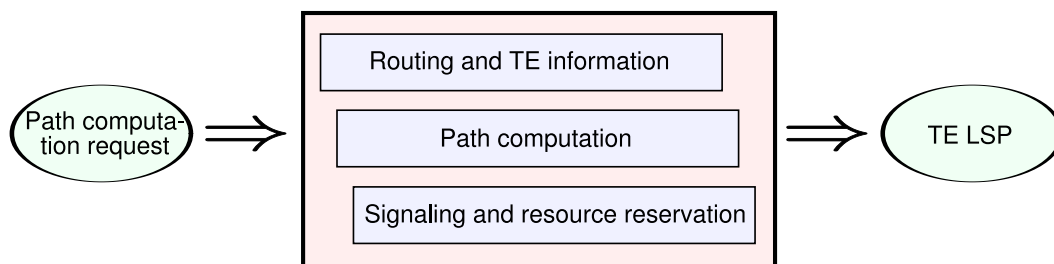 Path computa-
tion request
Routing and TE information
Path computation
Signaling and resource reservation
TE LSP